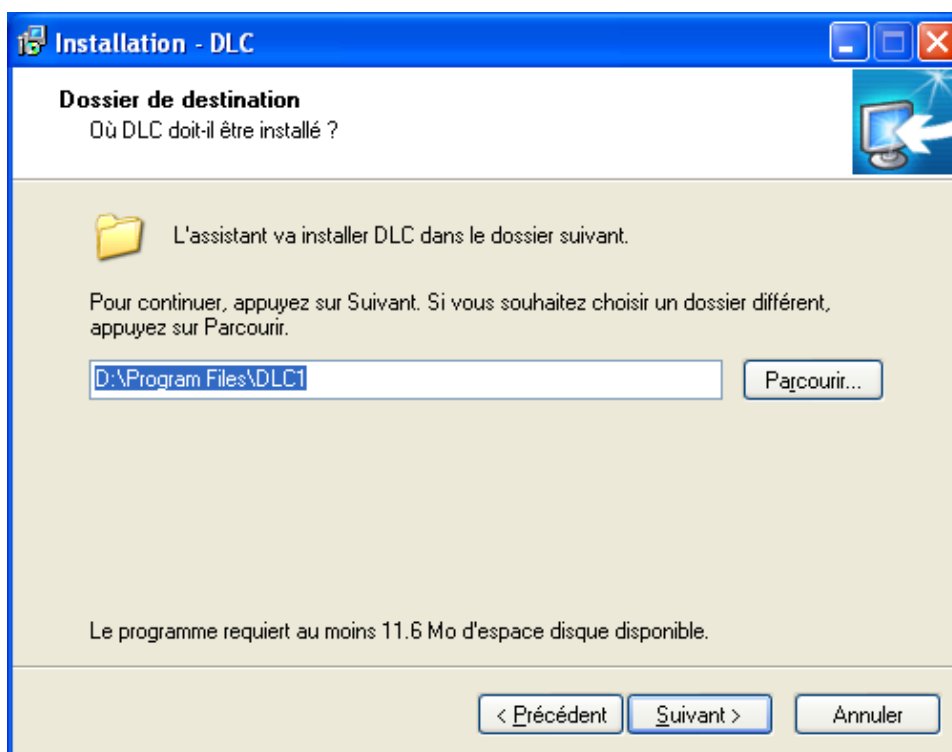 Installation - DLC
Dossier de destination
Où DLC doit-il être installé ?
L'assistant va installer DLC dans le dossier suivant.
Pour continuer, appuyez sur Suivant. Si vous souhaitez choisir un dossier différent,
appuyez sur Parcourir.
D:\Program Files\DLC1
Parcourir...
Le programme requiert au moins 11.6 Mo d'espace disque disponible.
< Précédent
Suivant >
Annuler